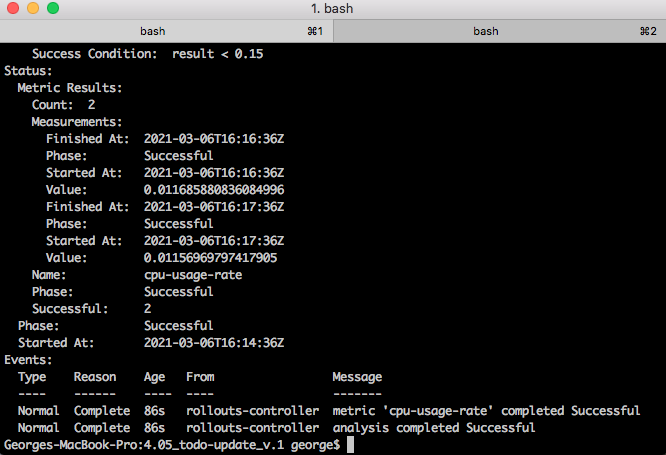 1. bash
bash ⌘1 bash ⌘2
Success Condition: result < 0.15
Status:
Metric Results:
Count: 2
Measurements:
Finished At: 2021-03-06T16:16:36Z
Phase: Successful
Started At: 2021-03-06T16:16:36Z
Value: 0.011685880836084996
Finished At: 2021-03-06T16:17:36Z
Phase: Successful
Started At: 2021-03-06T16:17:36Z
Value: 0.01156969797417905
Name: cpu-usage-rate
Phase: Successful
Successful: 2
Phase: Successful
Started At: 2021-03-06T16:14:36Z
Events:
Type Reason Age From Message
---- ------ ---- ---- -------
Normal Complete 86s rollouts-controller metric 'cpu-usage-rate' completed Successful
Normal Complete 86s rollouts-controller analysis completed Successful
Georges-MacBook-Pro:4.05_todo-update_v.1 george$